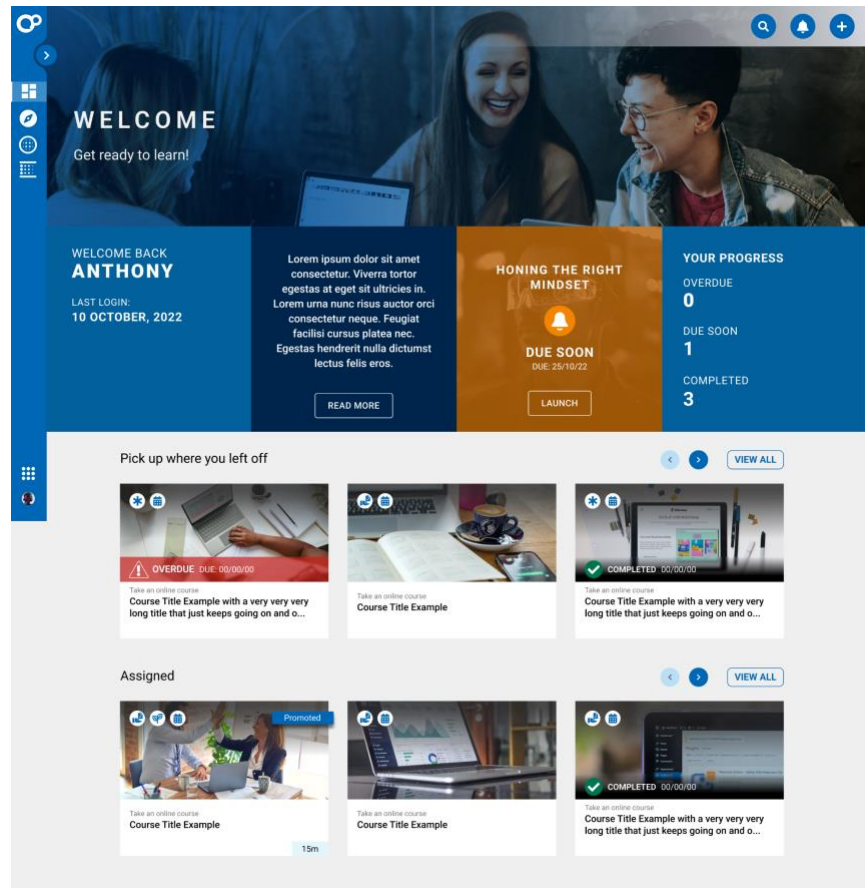 WELCOME
Get ready to learn!
WELCOME BACK
ANTHONY
LAST LOGIN:
10 OCTOBER, 2022
Lorem ipsum dolor sit amet
consectetur. Viverra tortor
egestas at eget sit ultricies in.
Lorem urna nunc risus auctor orci
consectetur neque. Feugiat
facilisi cursus platea nec.
Egestas hendrerit nulla dictumst
lectus felis eros.
READ MORE
HONING THE RIGHT
MINDSET
DUE SOON
DUE: 25/10/22
LAUNCH
YOUR PROGRESS
OVERDUE
0
DUE SOON
1
COMPLETED
3
Pick up where you left off
VIEW ALL
OVERDUE DUE: 00/00/00
Take an online course
Course Title Example with a very very very
long title that just keeps going on and o...
Take an online course
Course Title Example
COMPLETED 00/00/00
Take an online course
Course Title Example with a very very very
long title that just keeps going on and o...
Assigned
VIEW ALL
Promoted
Take an online course
Course Title Example
15m
Take an online course
Course Title Example
COMPLETED 00/00/00
Take an online course
Course Title Example with a very very very
long title that just keeps going on and o...